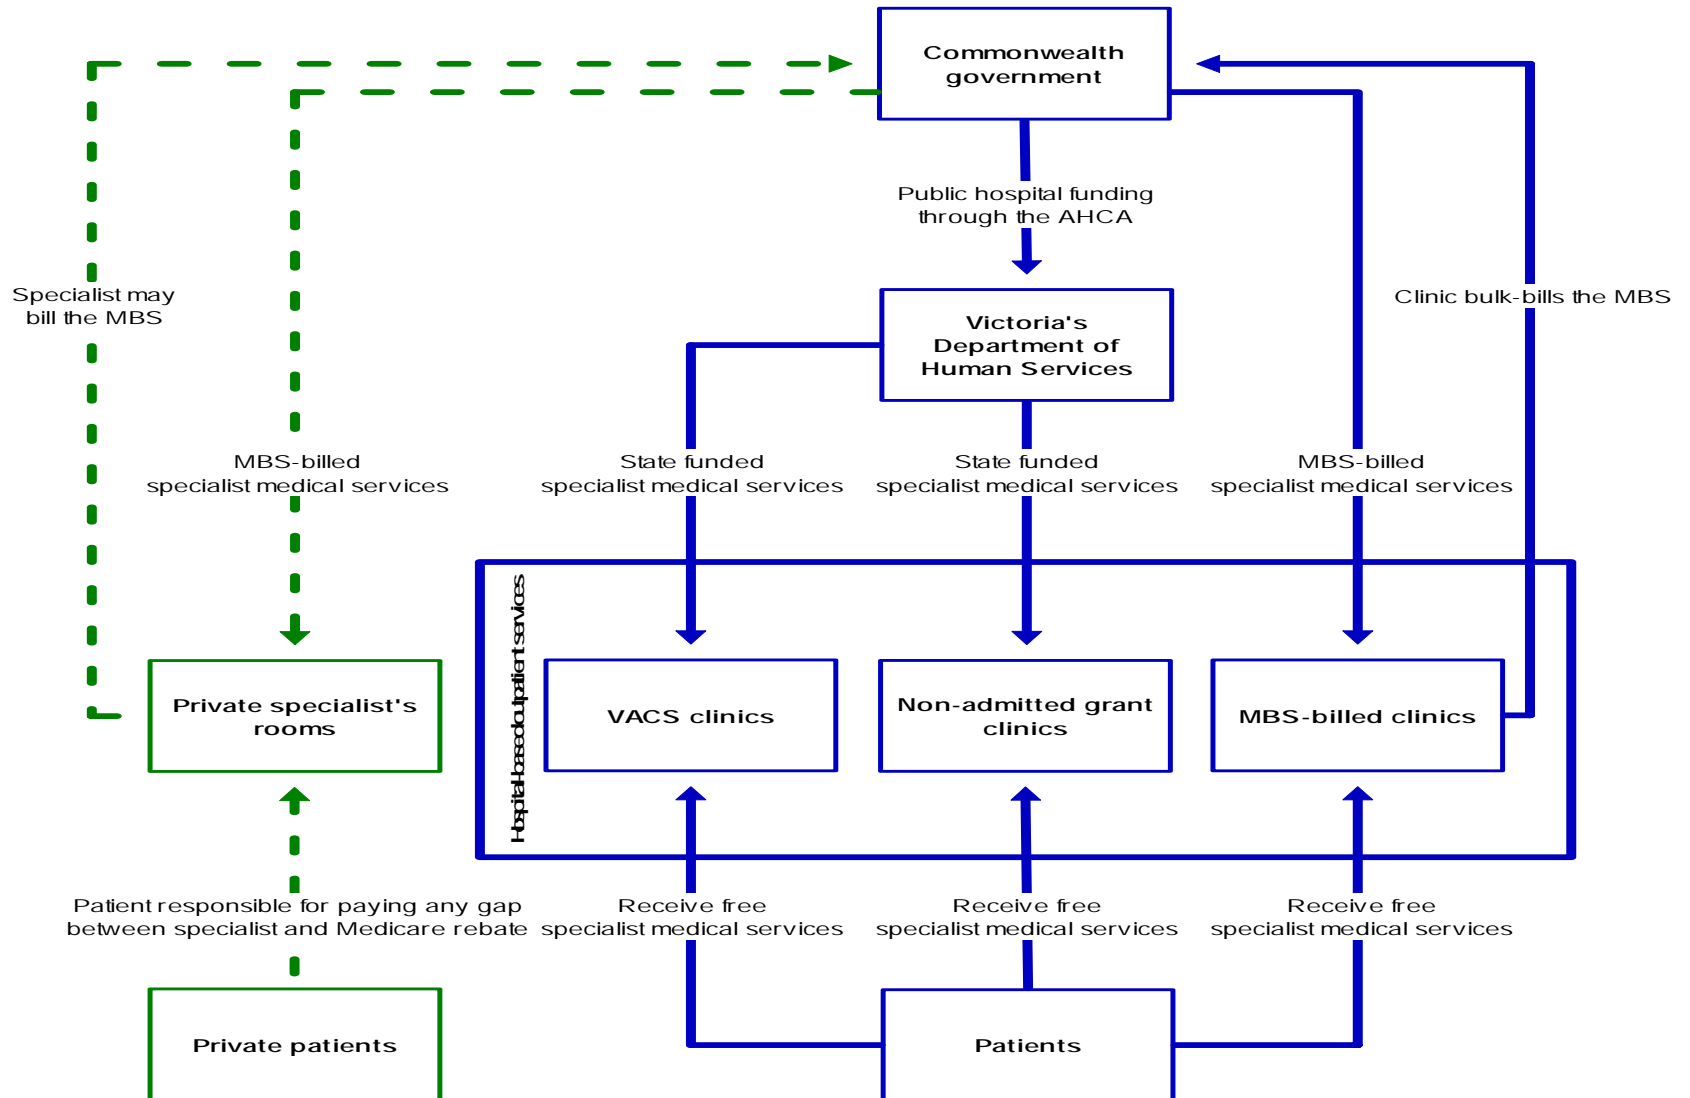 Commonwealth
government
Public hospital funding
through the AHCA
Specialist may
bill the MBS
Clinic bulk-bills the MBS
Victoria's
Department of
Human Services
MBS-billed
specialist medical services
State funded
specialist medical services
State funded
specialist medical services
MBS-billed
specialist medical services
Hospital-based outpatient services
Private specialist's
rooms
VACS clinics
Non-admitted grant
clinics
MBS-billed clinics
Patient responsible for paying any gap
between specialist and Medicare rebate
Receive free
specialist medical services
Receive free
specialist medical services
Receive free
specialist medical services
Private patients
Patients